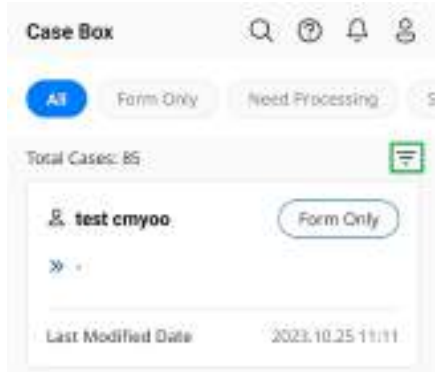 Case Box
All Form Only Need Processing S
Total Cases: 85
test cmyoo Form Only
-
Last Modified Date 2023.10.25 11:11